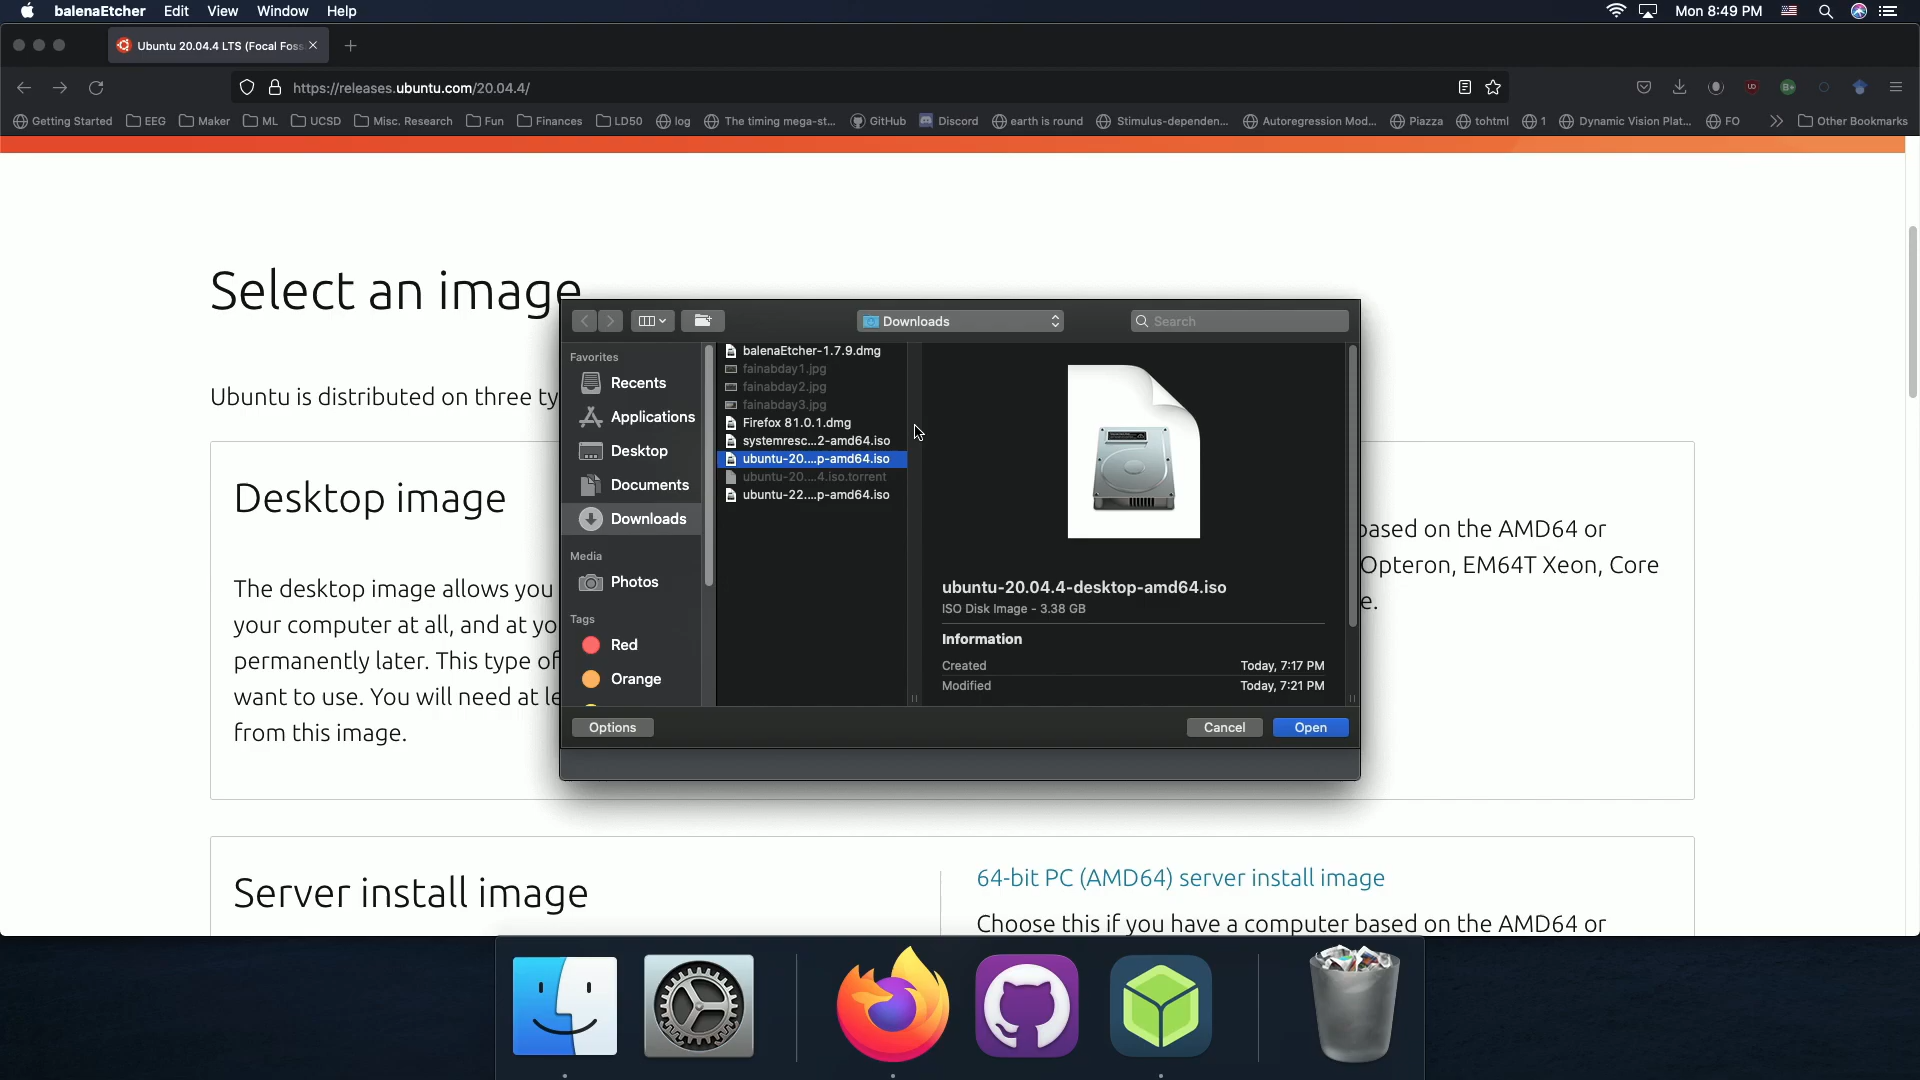 balenaEtcher Edit View Window Help Mon 8:49 PM
Ubuntu 20.04.4 LTS (Focal Foss
https://releases.ubuntu.com/20.04.4/
Getting Started EEG Maker ML UCSD Misc. Research Fun Finances LD50 log The timing mega-st... GitHub Discord earth is round Stimulus-dependen... Autoregression Mod... Piazza tohtml 1 Dynamic Vision Plat... FO Other Bookmarks
Select an image
Ubuntu is distributed on three ty
Desktop image
The desktop image allows you
your computer at all, and at yo
permanently later. This type of
want to use. You will need at le
from this image.
based on the AMD64 or
Opteron, EM64T Xeon, Core
e.
Downloads
Search
Favorites
Recents
Applications
Desktop
Documents
Downloads
Media
Photos
Tags
Red
Orange
balenaEtcher-1.7.9.dmg
fainabday1.jpg
fainabday2.jpg
fainabday3.jpg
Firefox 81.0.1.dmg
systemresc...2-amd64.iso
ubuntu-20....p-amd64.iso
ubuntu-20....4.iso.torrent
ubuntu-22....p-amd64.iso
ubuntu-20.04.4-desktop-amd64.iso
ISO Disk Image - 3.38 GB
Information
Created Today, 7:17 PM
Modified Today, 7:21 PM
Options Cancel Open
Server install image
64-bit PC (AMD64) server install image
Choose this if you have a computer based on the AMD64 or